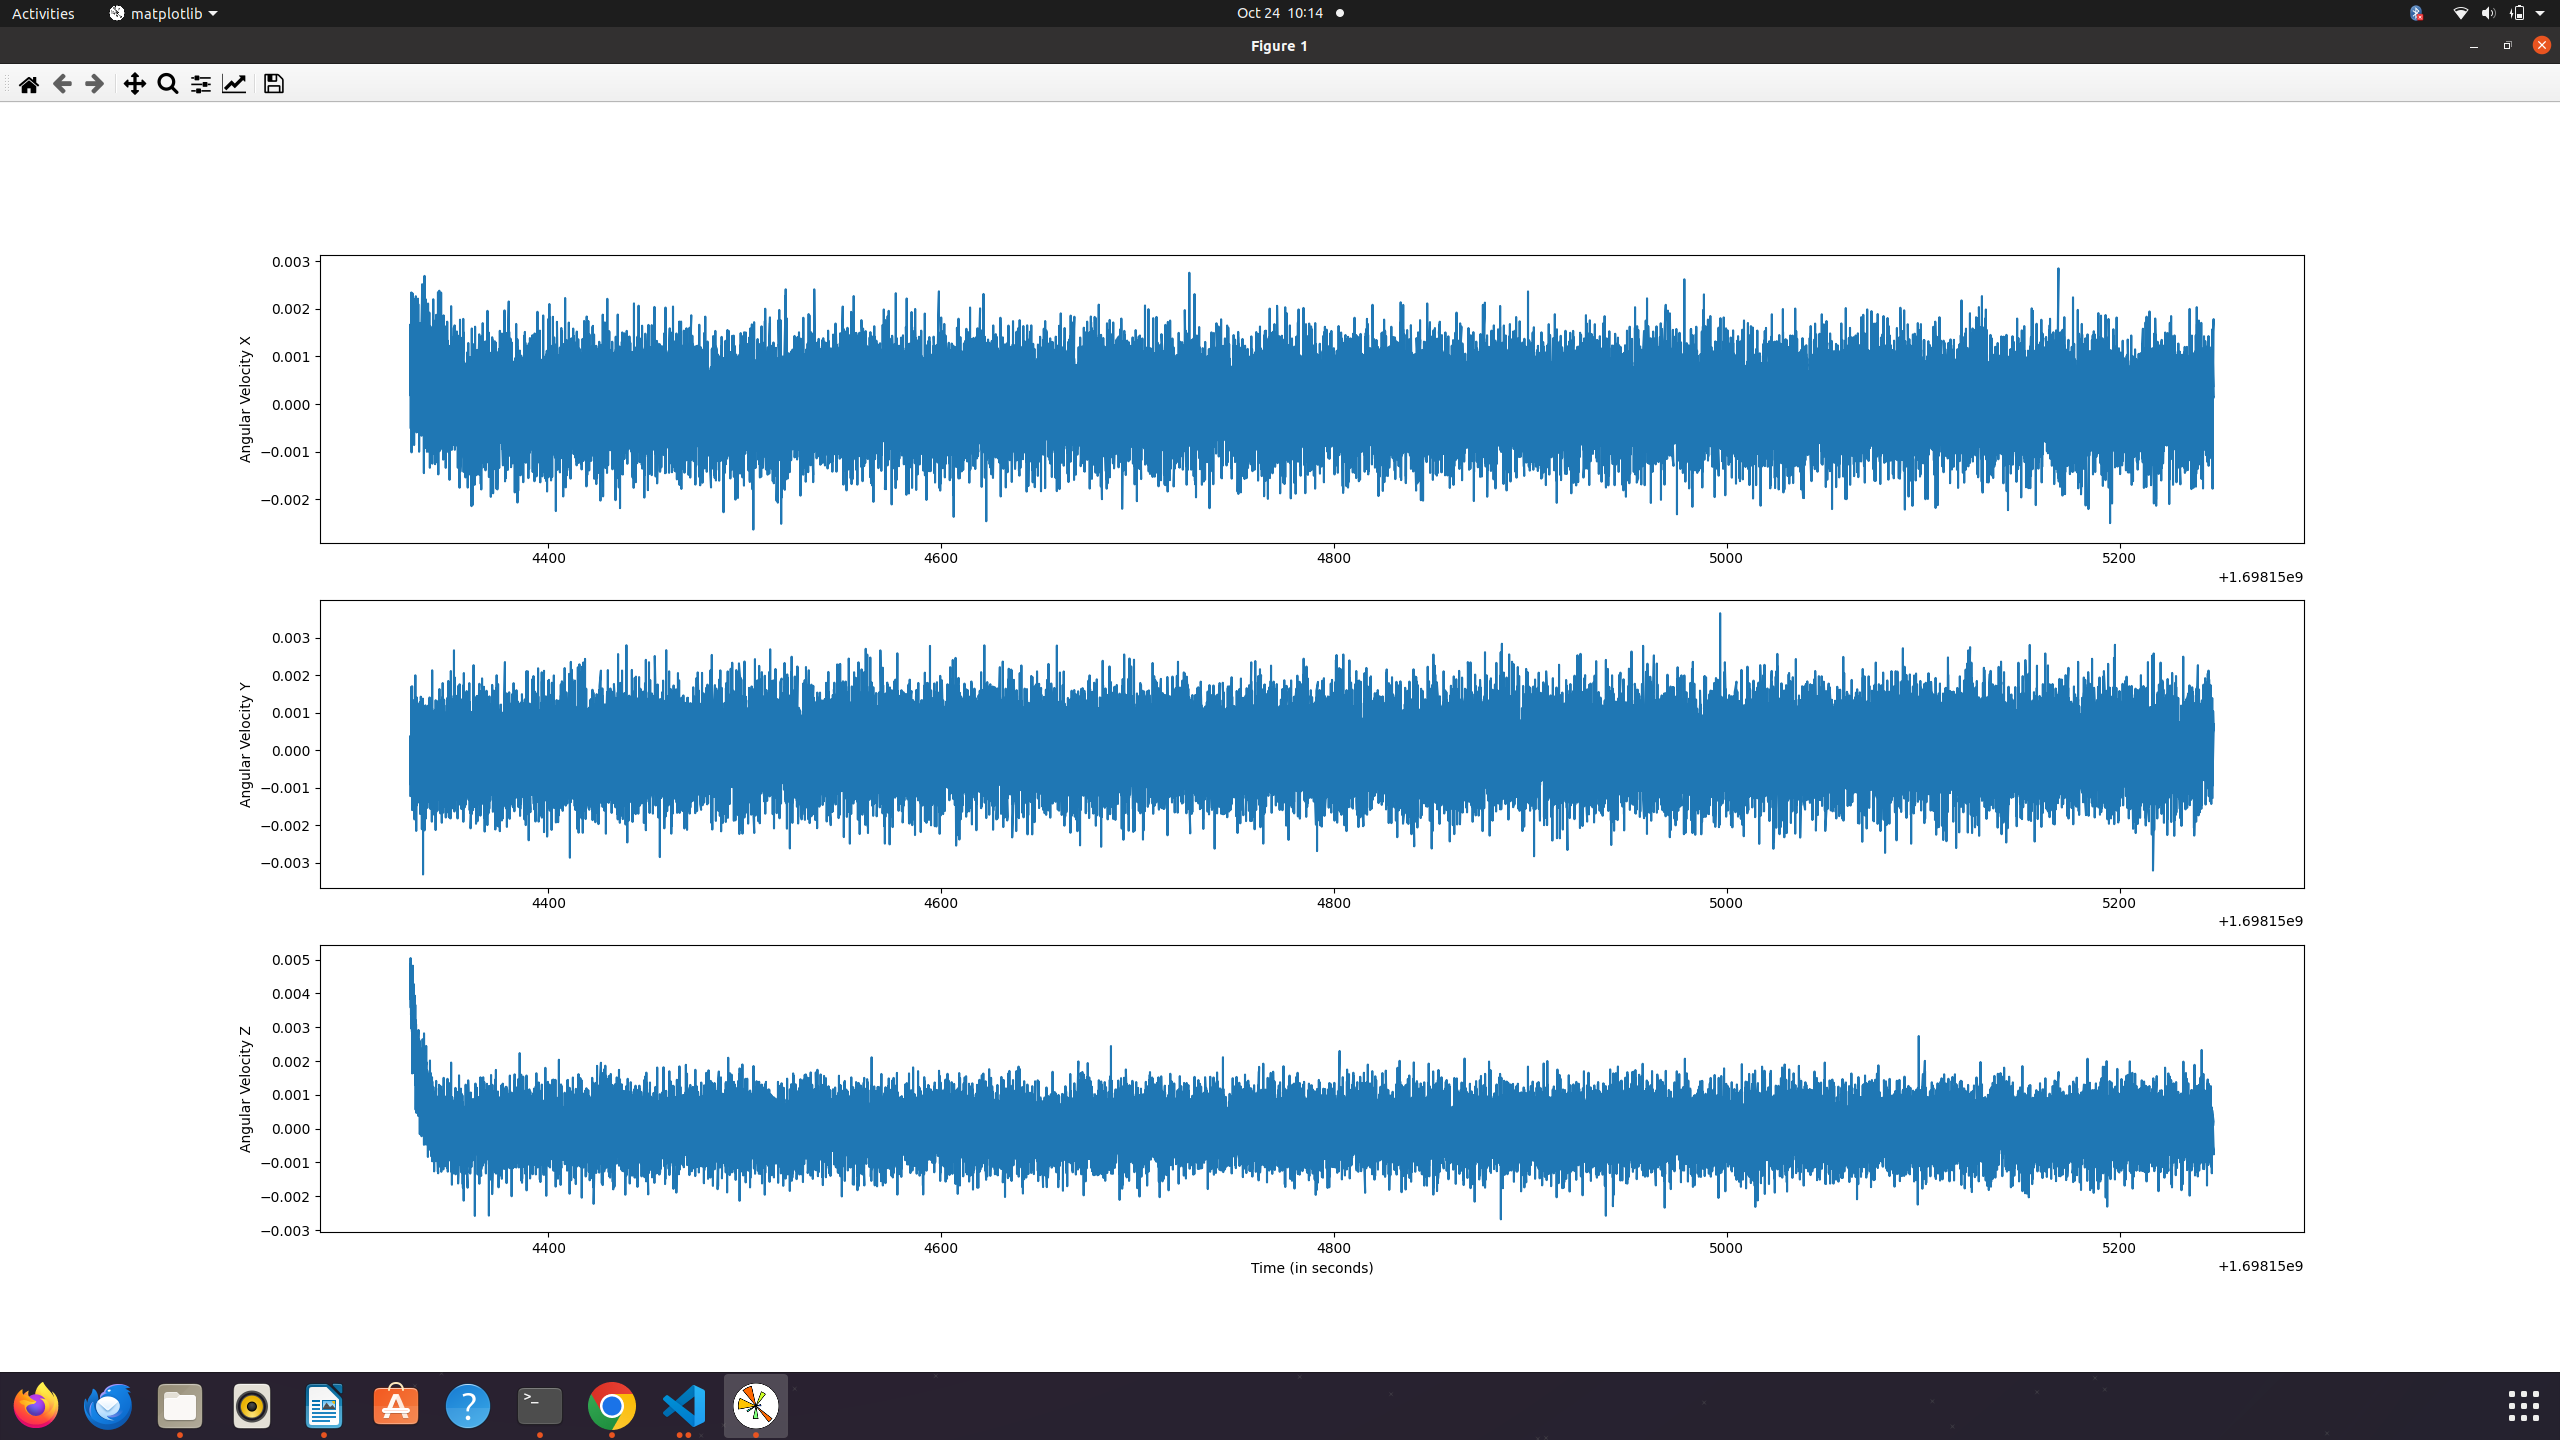 Activities matplotlib Oct 24 10:14
Figure 1
0.003
0.002
0.001
0.000
−0.001
−0.002
Angular Velocity X
4400 4600 4800 5000 5200
+1.69815e9
0.003
0.002
0.001
0.000
−0.001
−0.002
−0.003
Angular Velocity Y
4400 4600 4800 5000 5200
+1.69815e9
0.005
0.004
0.003
0.002
0.001
0.000
−0.001
−0.002
−0.003
Angular Velocity Z
4400 4600 4800 5000 5200
Time (in seconds)
+1.69815e9